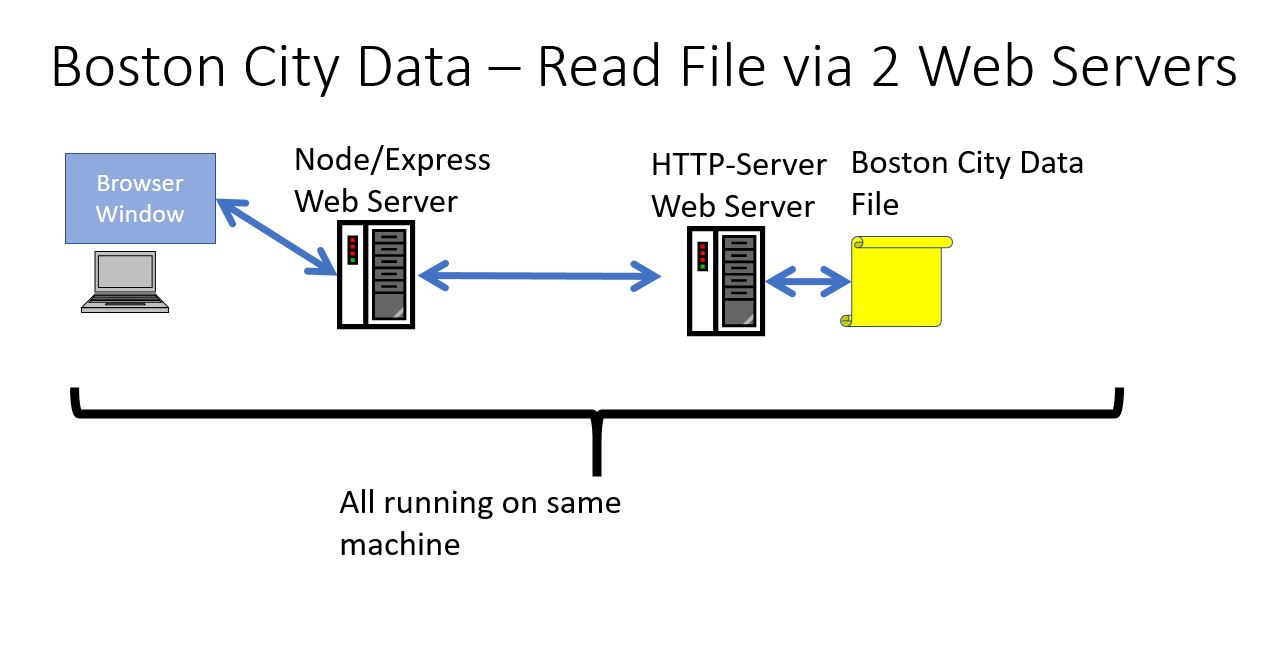 Boston City Data – Read File via 2 Web Servers
Browser
Window
Node/Express
Web Server
HTTP-Server
Web Server
Boston City Data
File
All running on same
machine